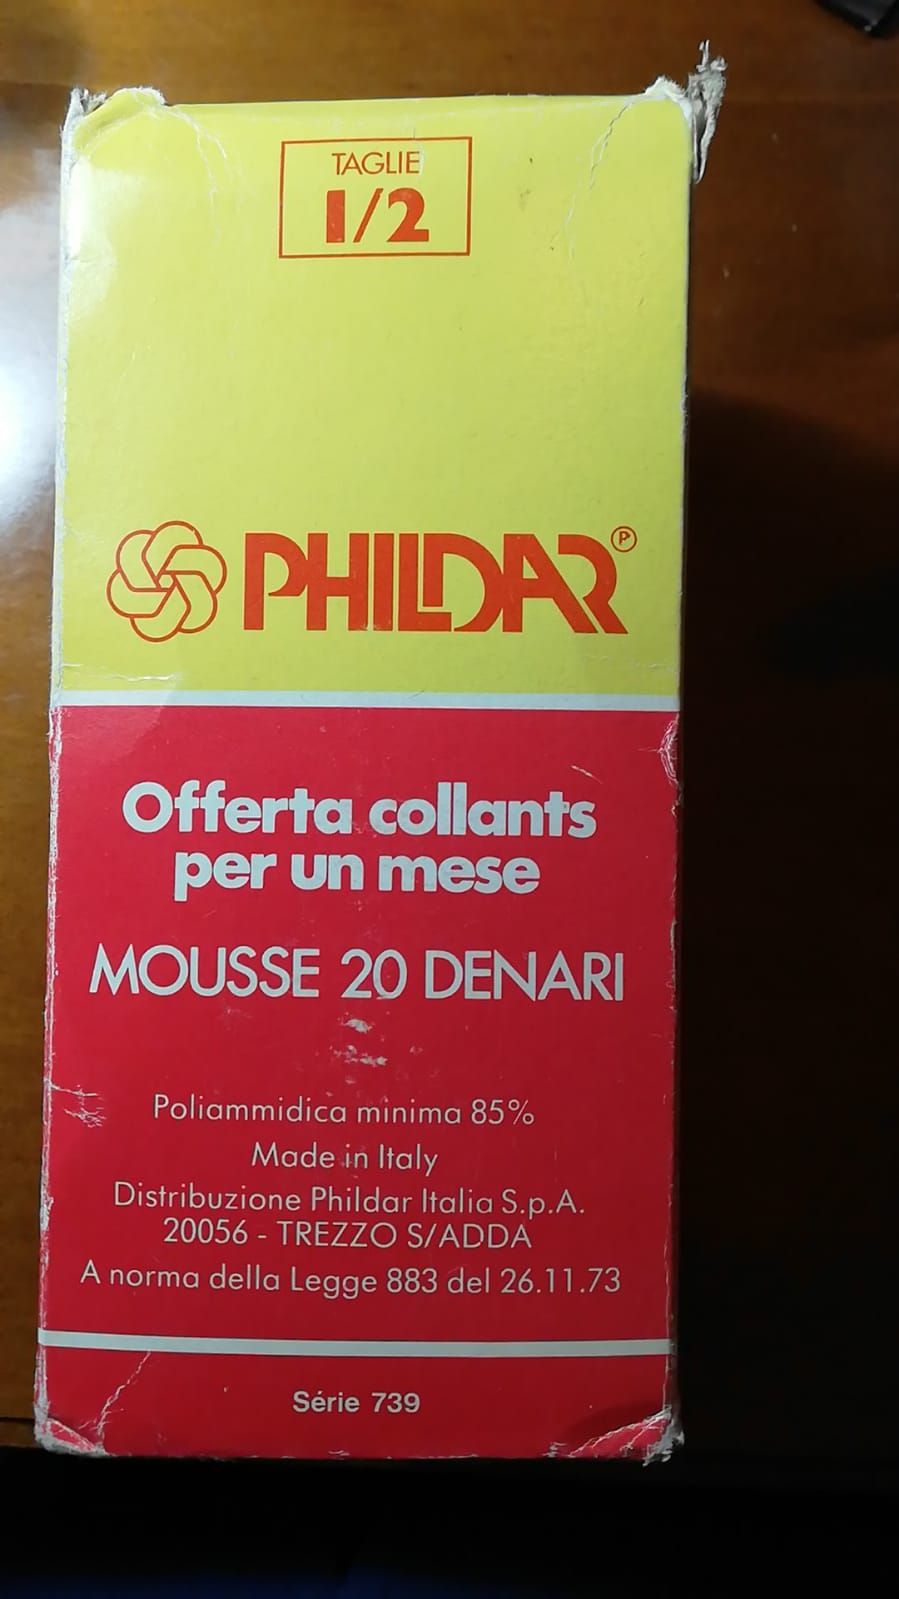 TAGLIE
1/2
PHILDAR ℗
Offerta collants
per un mese
MOUSSE 20 DENARI
Poliammidica minima 85%
Made in Italy
Distribuzione Phildar Italia S.p.A.
20056 - TREZZO S/ADDA
A norma della Legge 883 del 26.11.73
Série 739